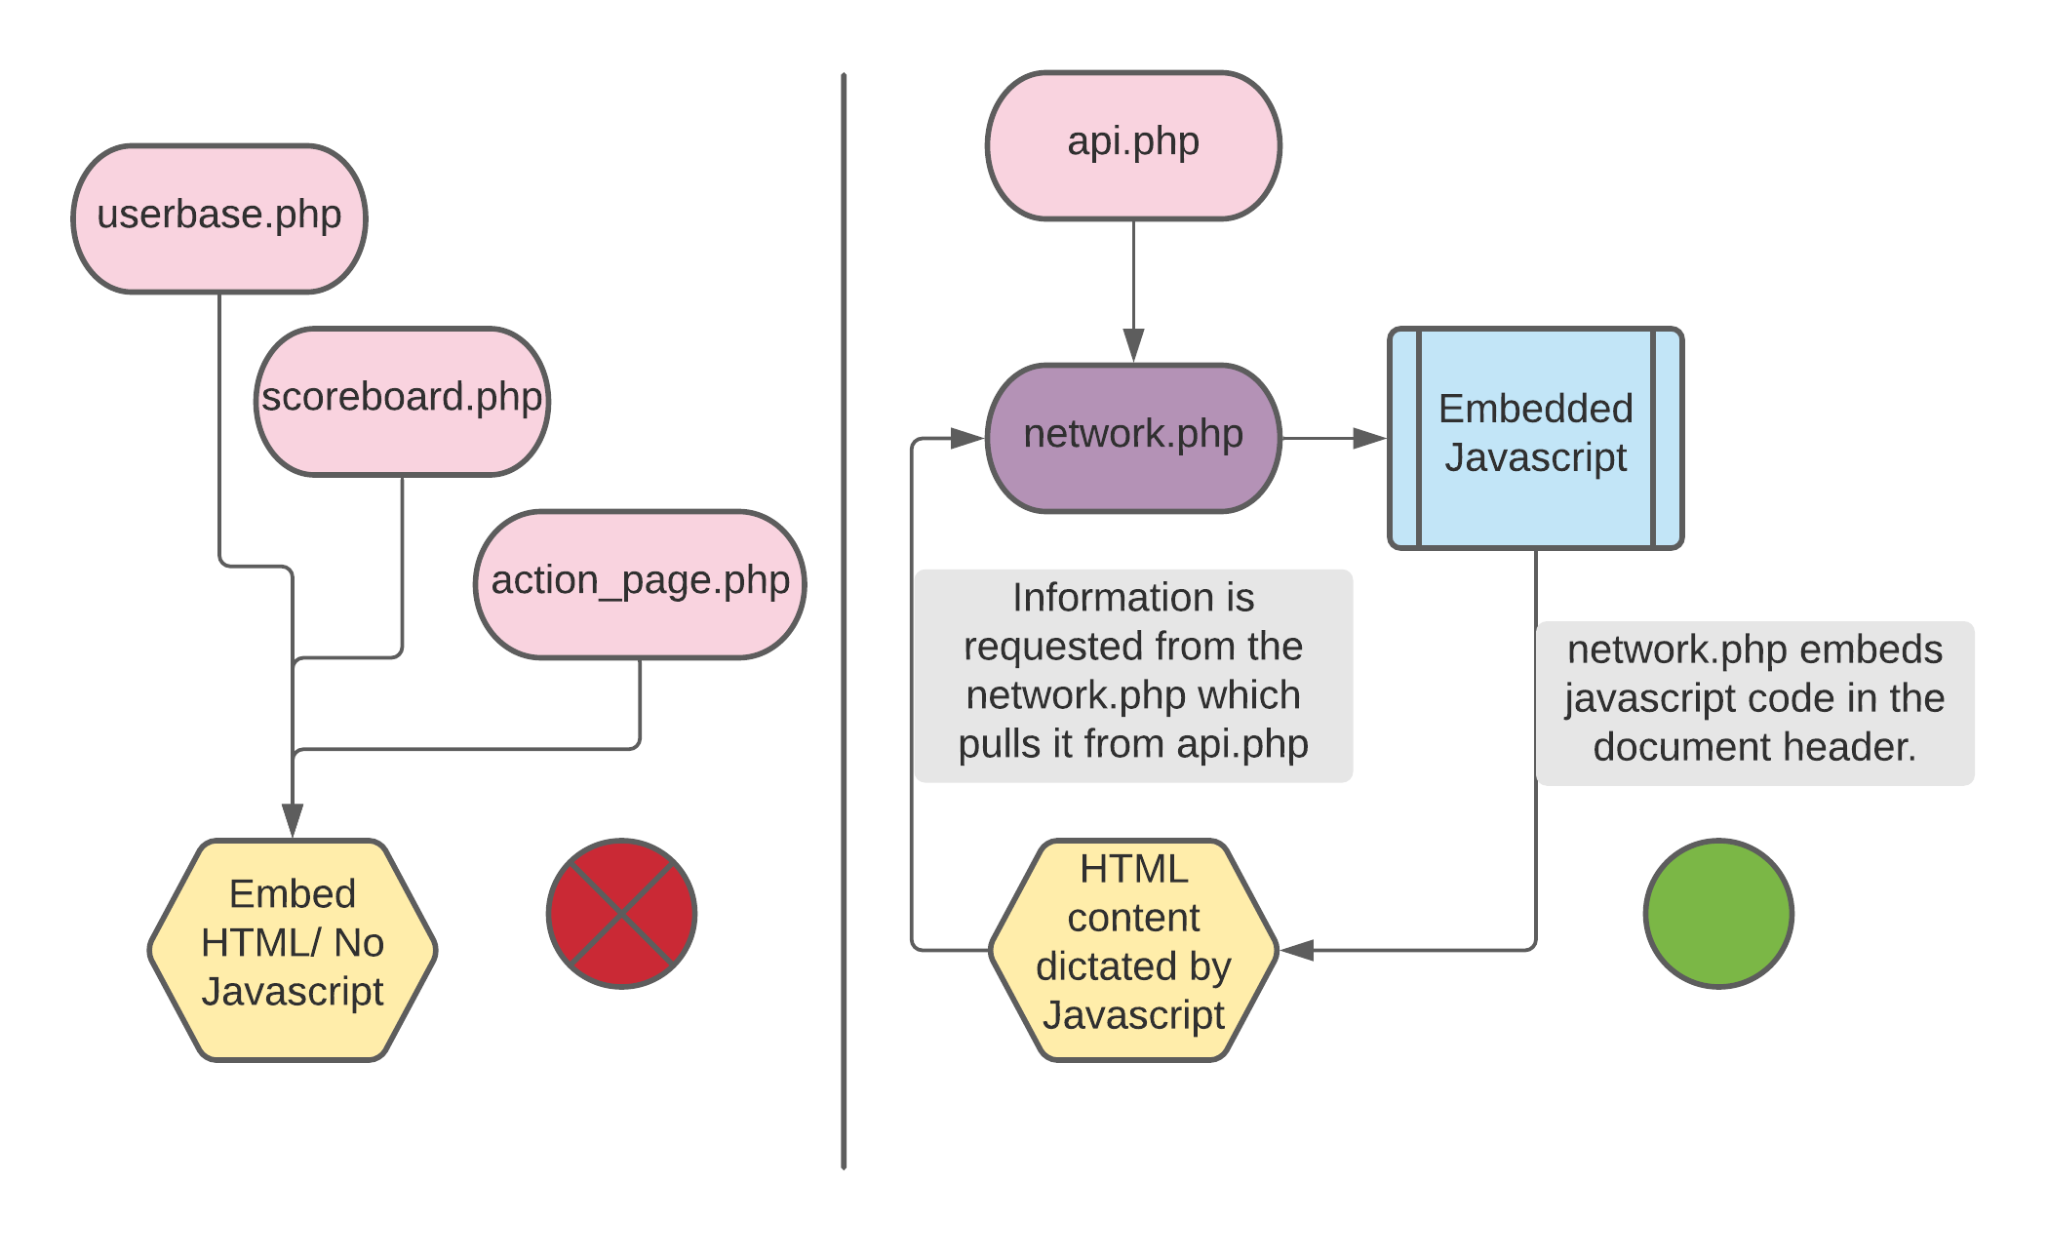 userbase.php
scoreboard.php
action_page.php
Embed
HTML/ No
Javascript
api.php
network.php
Embedded
Javascript
Information is
requested from the
network.php which
pulls it from api.php
network.php embeds
javascript code in the
document header.
HTML
content
dictated by
Javascript